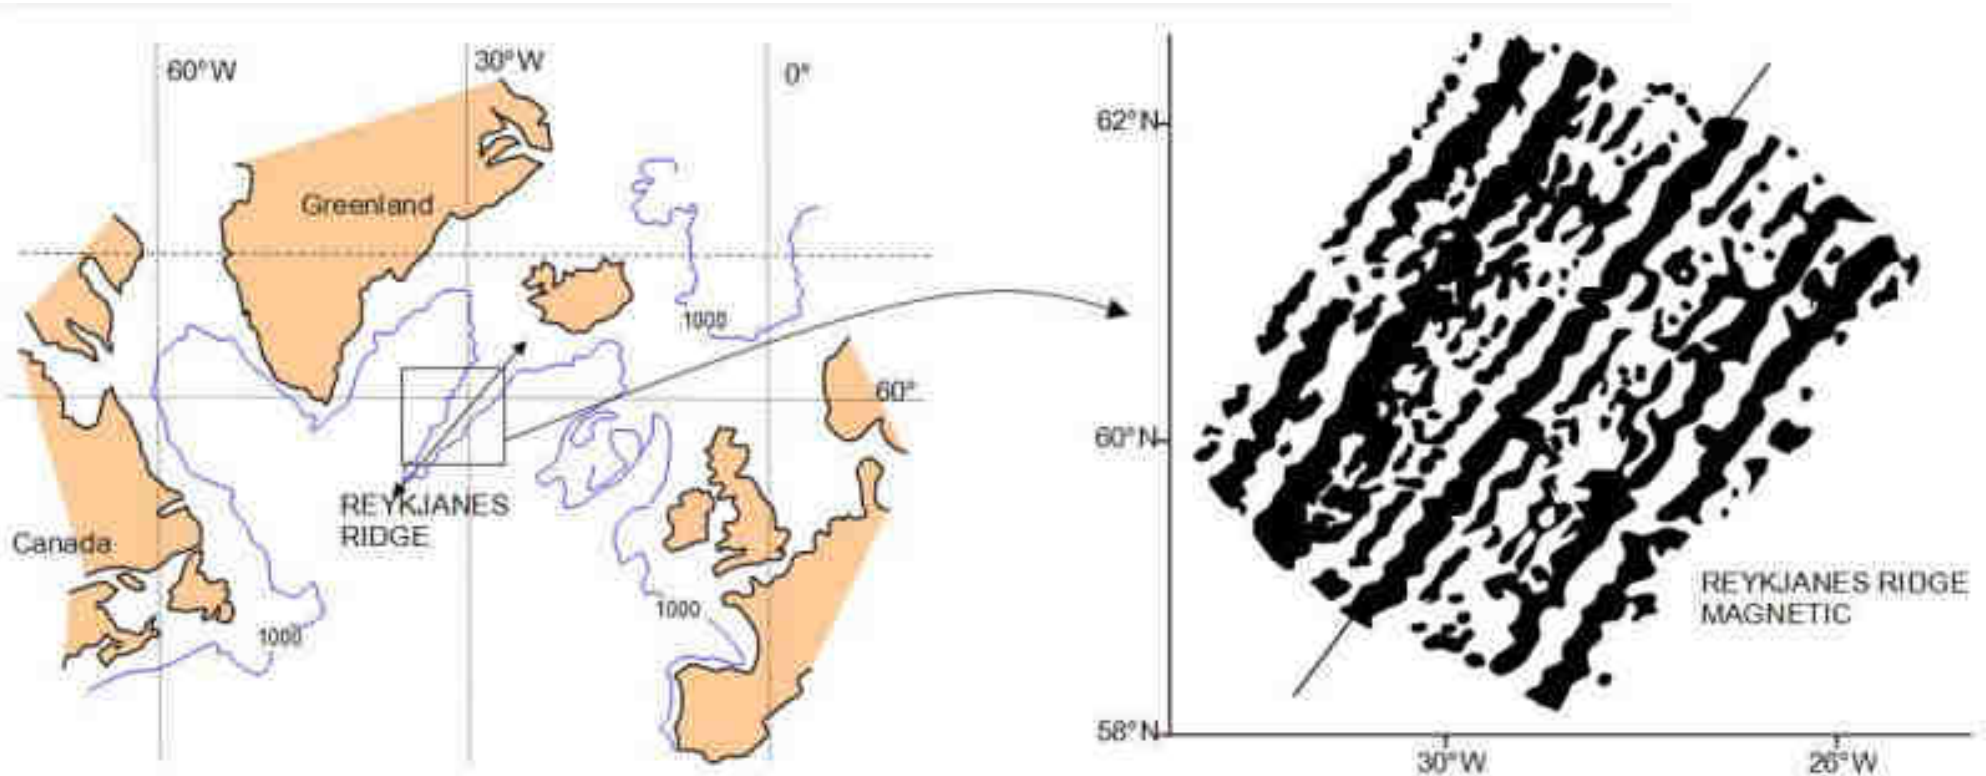 60°W
30°W
0°
Greenland
1000
60°
REYKJANES
RIDGE
Canada
1000
1000
62°N
60°N
58°N
30°W
26°W
REYKJANES RIDGE
MAGNETIC